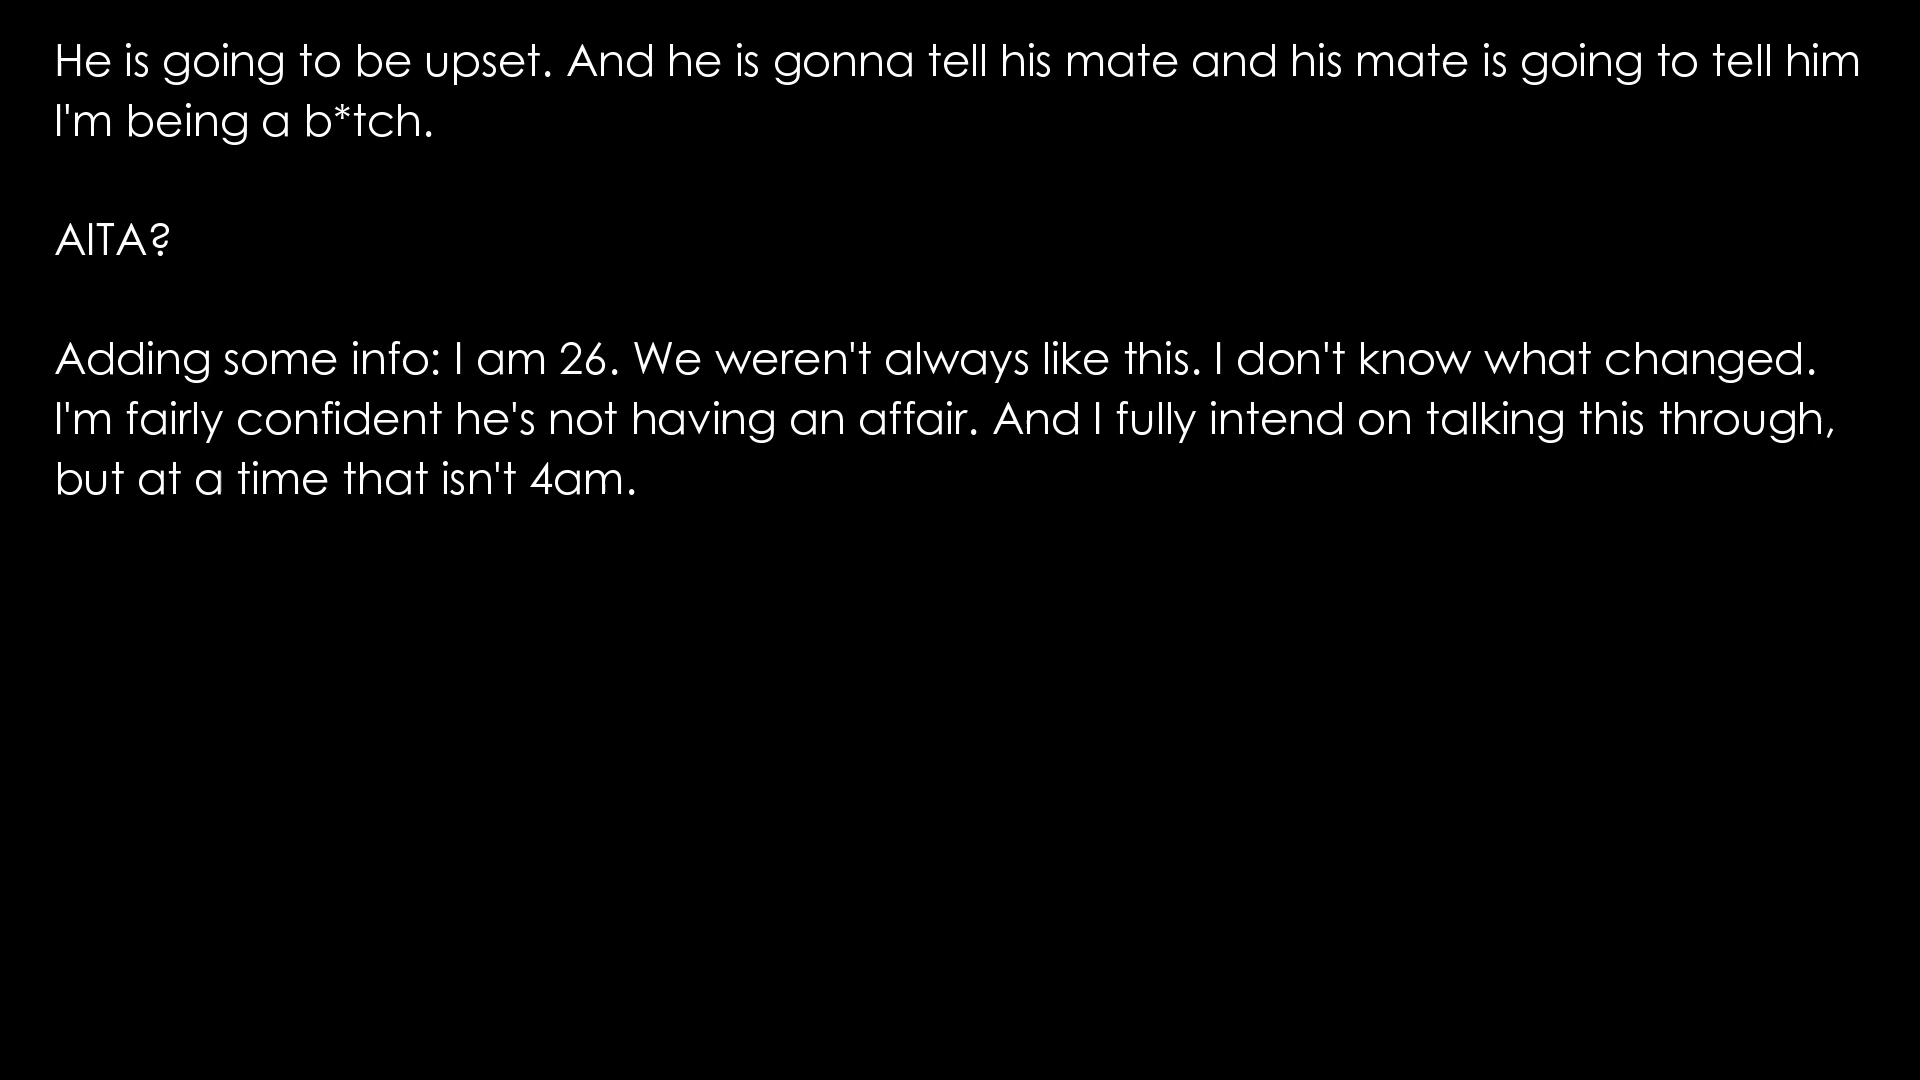 He is going to be upset. And he is gonna tell his mate and his mate is going to tell him
I'm being a b*tch.
AITA?
Adding some info: I am 26. We weren't always like this. I don't know what changed.
I'm fairly confident he's not having an affair. And I fully intend on talking this through,
but at a time that isn't 4am.